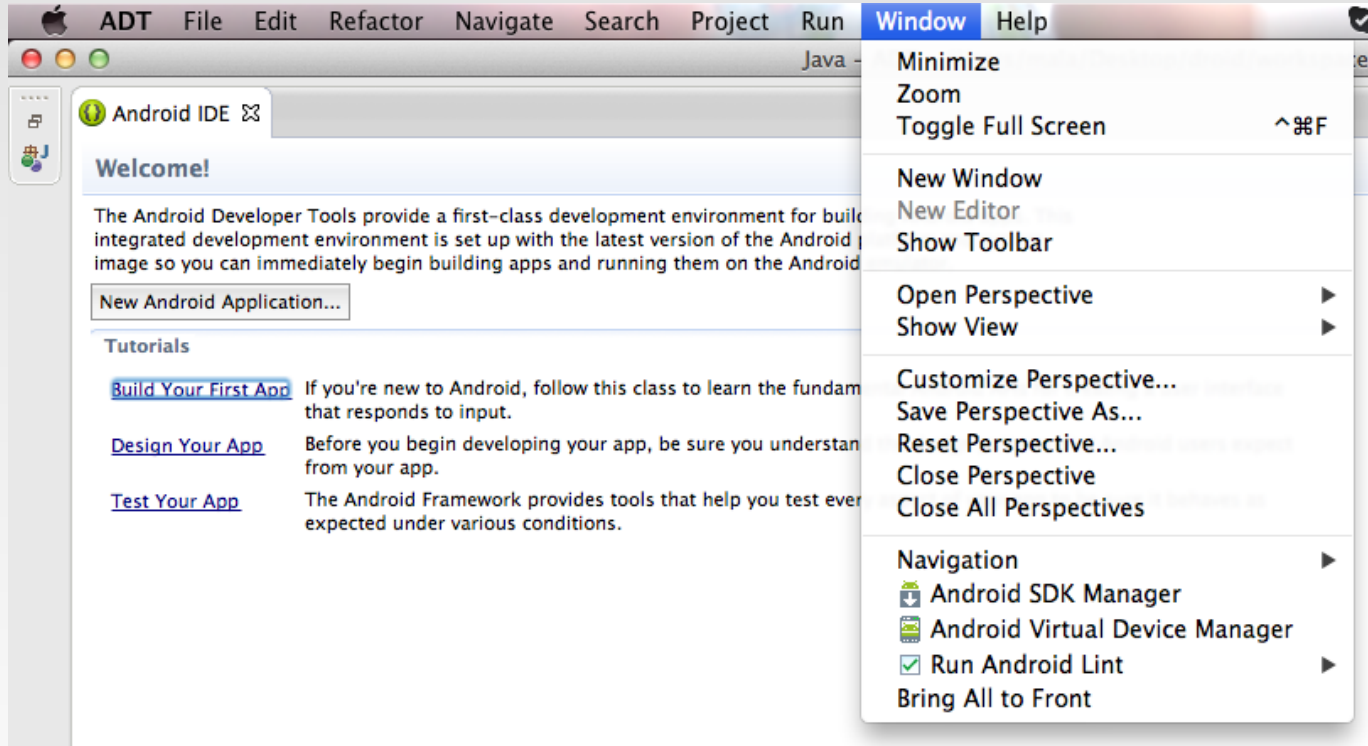 ADT File Edit Refactor Navigate Search Project Run Window Help
Java –
Android IDE
Welcome!
The Android Developer Tools provide a first-class development environment for build
integrated development environment is set up with the latest version of the Android
image so you can immediately begin building apps and running them on the Android
New Android Application...
Tutorials
Build Your First App If you're new to Android, follow this class to learn the fundam
that responds to input.
Design Your App Before you begin developing your app, be sure you understan
from your app.
Test Your App The Android Framework provides tools that help you test ever
expected under various conditions.
Minimize
Zoom
Toggle Full Screen ^⌘F
New Window
New Editor
Show Toolbar
Open Perspective
Show View
Customize Perspective...
Save Perspective As...
Reset Perspective...
Close Perspective
Close All Perspectives
Navigation
Android SDK Manager
Android Virtual Device Manager
Run Android Lint
Bring All to Front